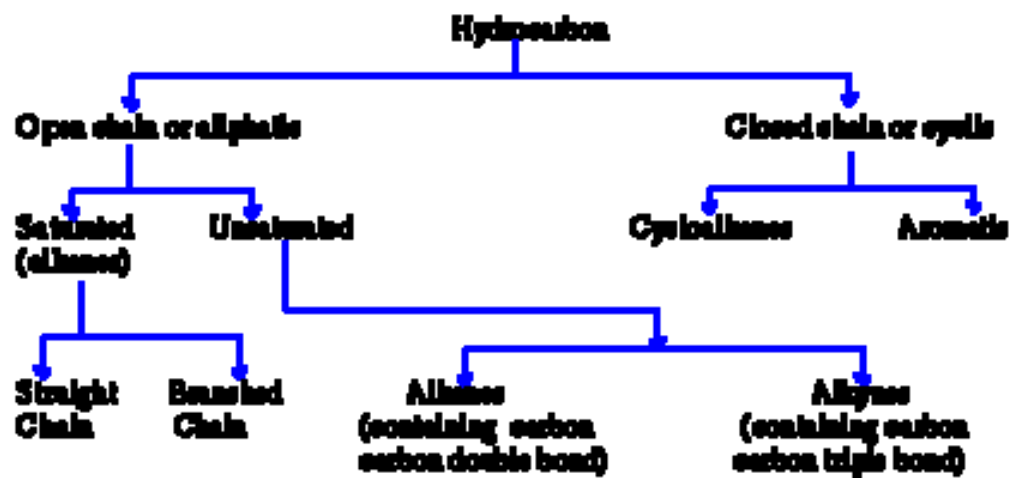 Hydrocarbon
Open chain or aliphatic
Closed chain or cyclic
Saturated
(alkanes)
Unsaturated
Cycloalkanes
Aromatic
Straight
Chain
Branched
Chain
Alkenes
(containing carbon
carbon double bond)
Alkynes
(containing carbon
carbon triple bond)